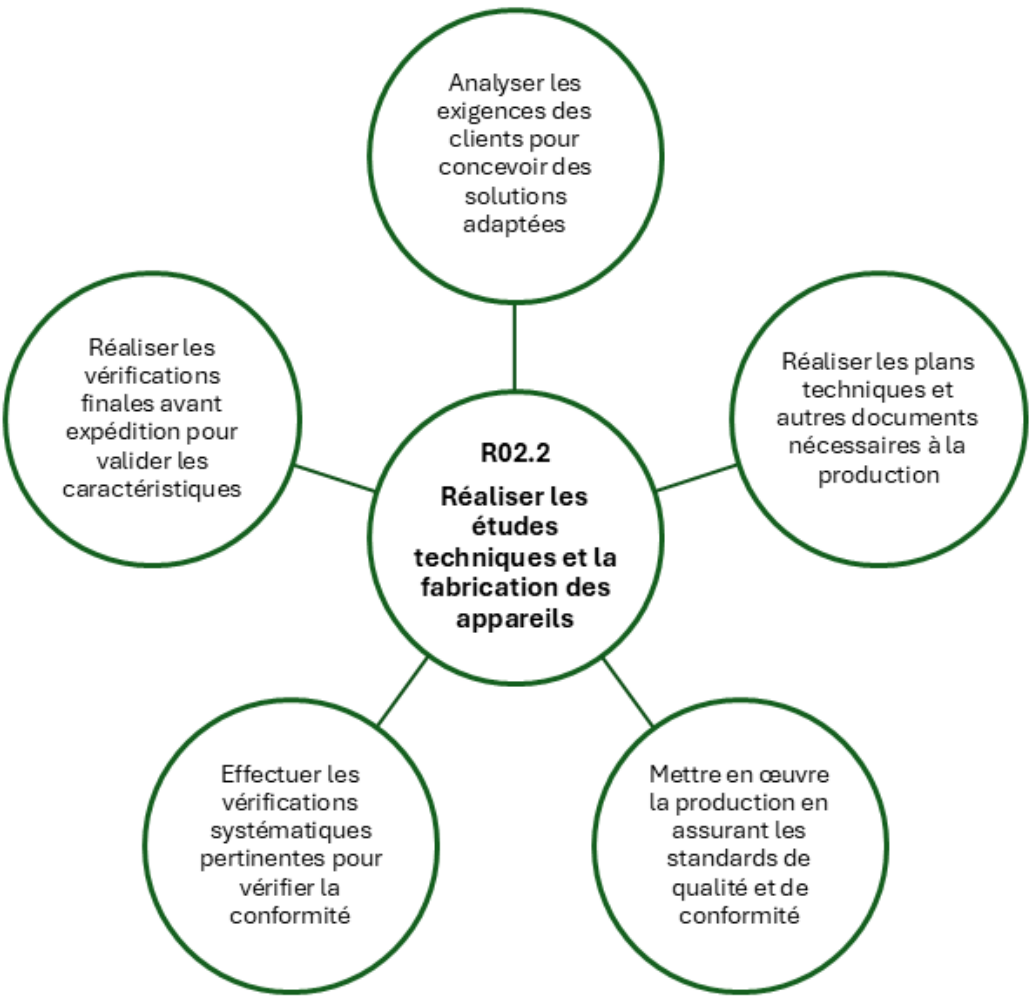 Analyser les
exigences des
clients pour
concevoir des
solutions
adaptées
Réaliser les plans
techniques et
autres documents
nécessaires à la
production
Mettre en œuvre
la production en
assurant les
standards de
qualité et de
conformité
Effectuer les
vérifications
systématiques
pertinentes pour
vérifier la
conformité
Réaliser les
vérifications
finales avant
expédition pour
valider les
caractéristiques
R02.2
Réaliser les
études
techniques et la
fabrication des
appareils